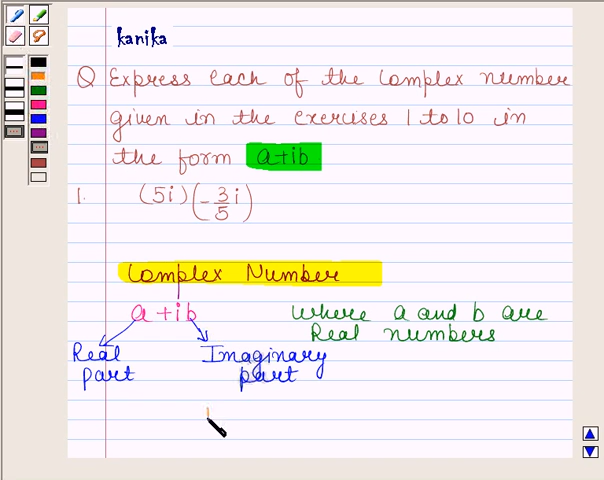 kanika
Q Express each of the complex number
given in the exercises 1 to 10 in
the form a+ib
1. (5i)(-3/5 i)
Complex Number
a+ib where a and b are
Real numbers
Real Imaginary
part part